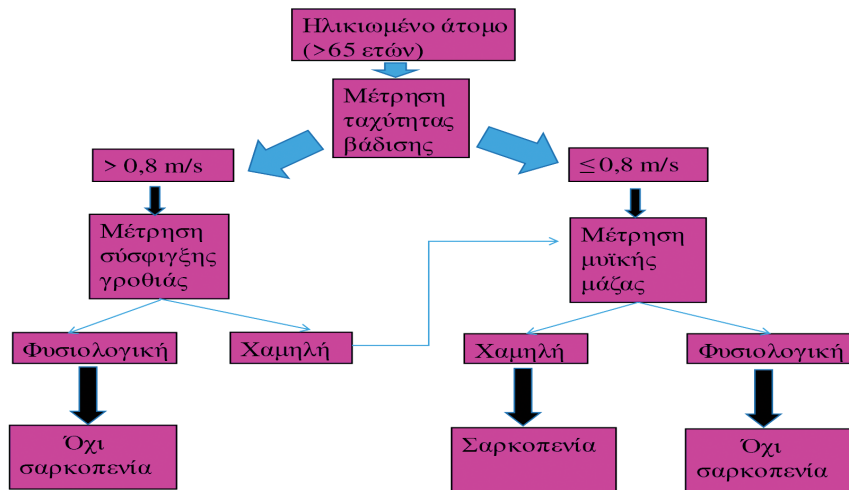 Ηλικιωμένο άτομο
(>65 ετών)
Μέτρηση
ταχύτητας
βάδισης
> 0,8 m/s
≤ 0,8 m/s
Μέτρηση
σύσφιγξης
γροθιάς
Μέτρηση
μυϊκής
μάζας
Φυσιολογική
Χαμηλή
Χαμηλή
Φυσιολογική
Όχι
σαρκοπενία
Σαρκοπενία
Όχι
σαρκοπενία